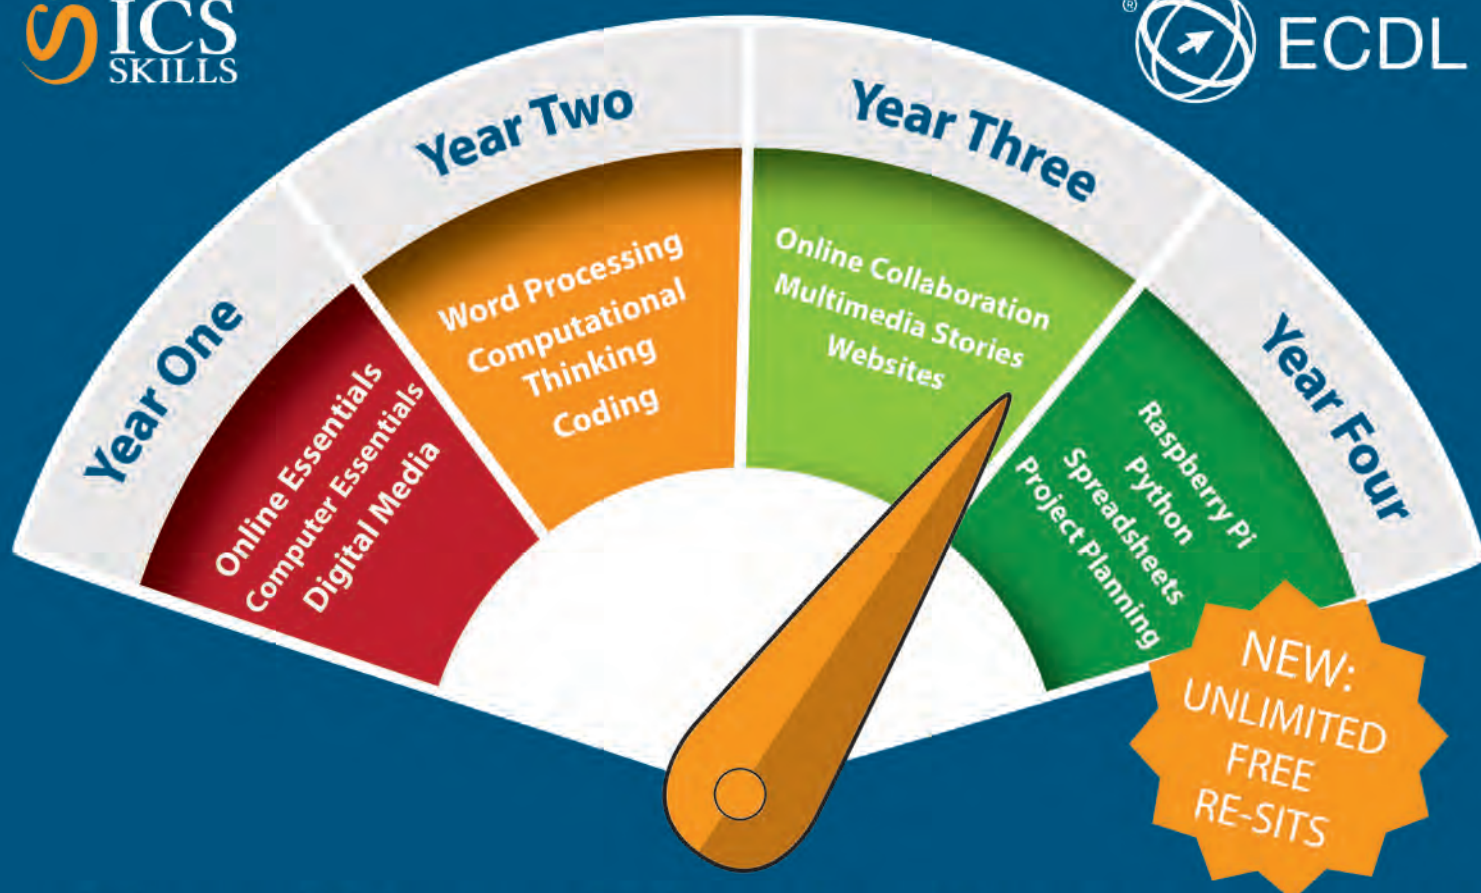 ICS
SKILLS
®
ECDL
Year One
Online Essentials
Computer Essentials
Digital Media
Year Two
Word Processing
Computational
Thinking
Coding
Year Three
Online Collaboration
Multimedia Stories
Websites
Year Four
Raspberry Pi
Python
Spreadsheets
Project Planning
NEW:
UNLIMITED
FREE
RE-SITS